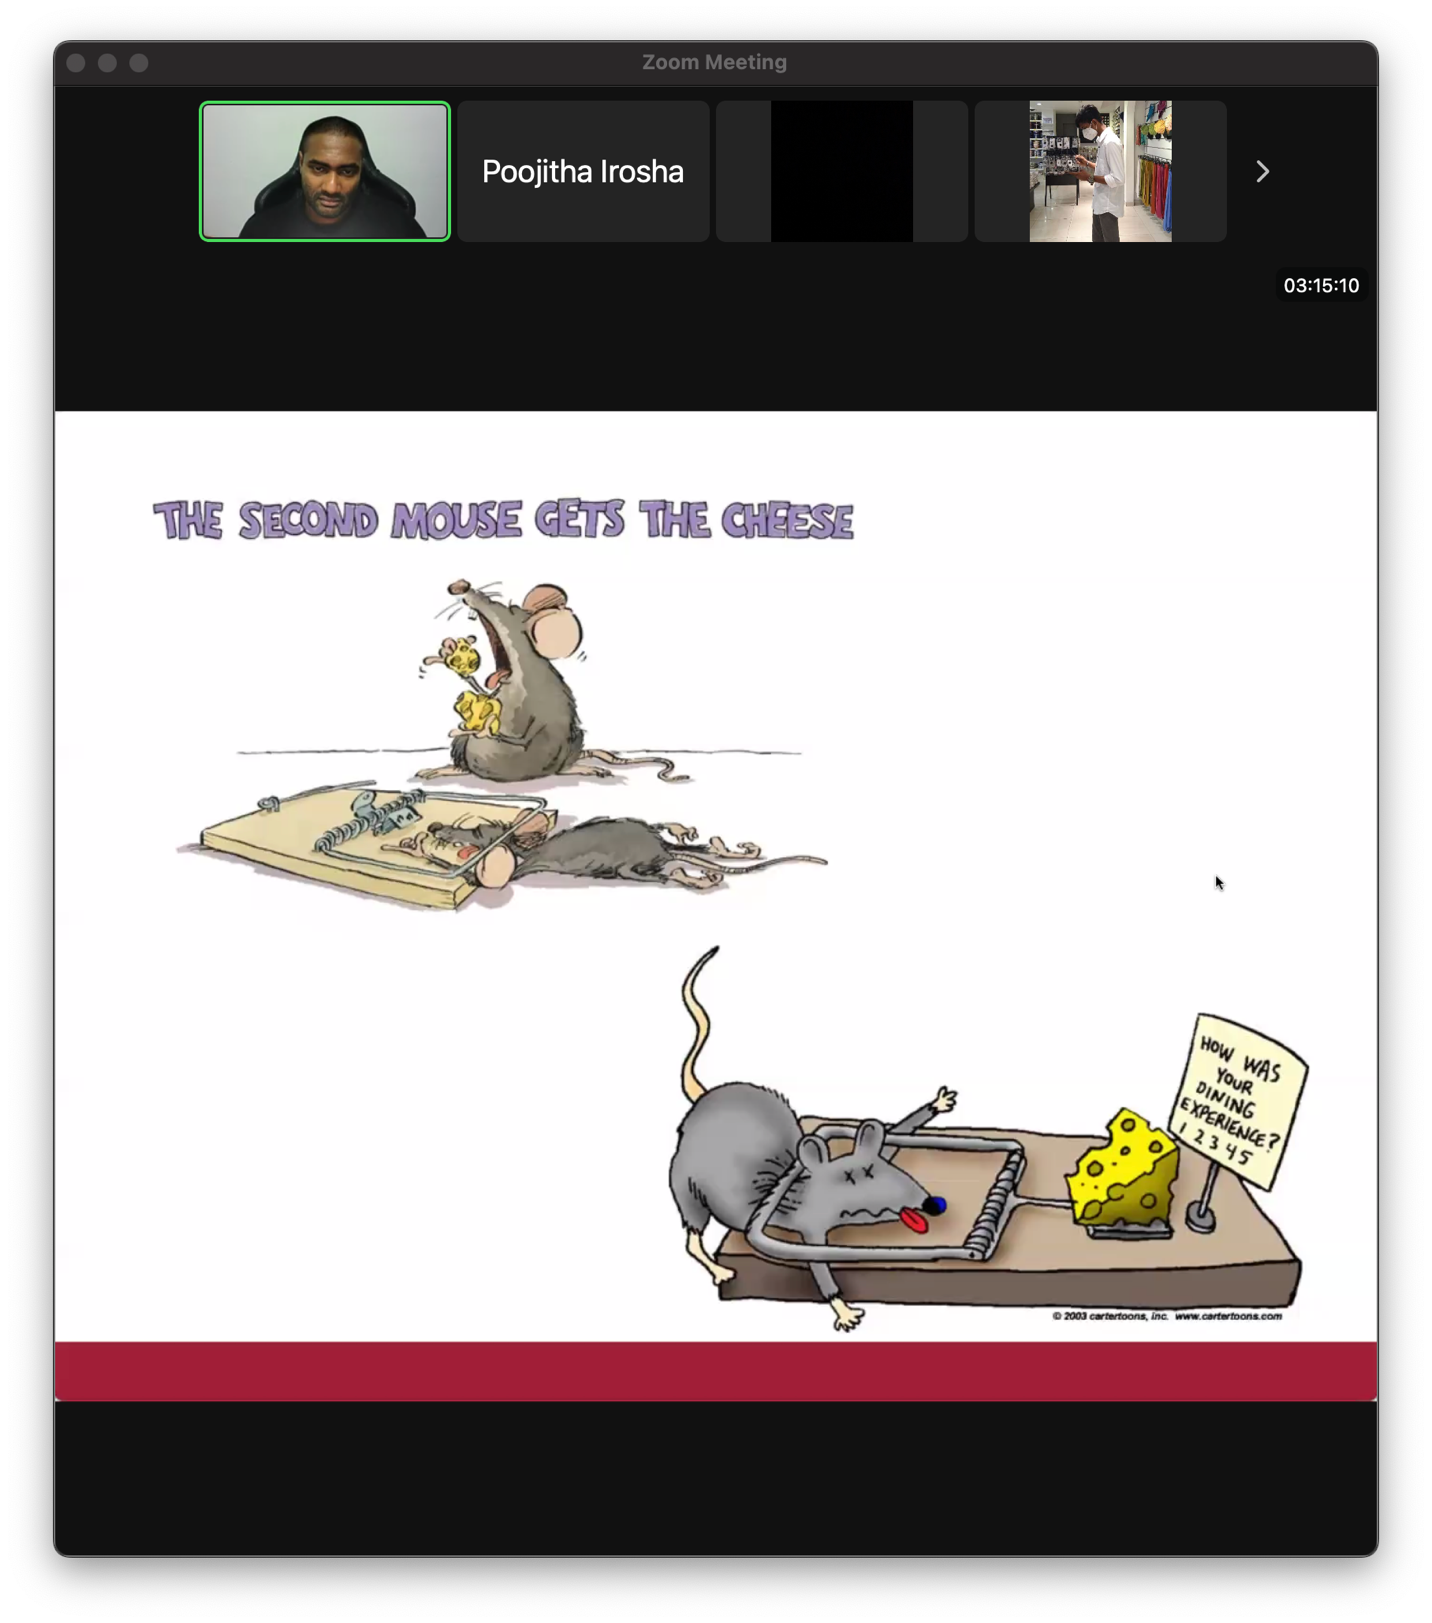 Zoom Meeting
Poojitha Irosha
03:15:10
THE SECOND MOUSE GETS THE CHEESE
HOW WAS
YOUR
DINING
EXPERIENCE?
1 2 3 4 5
© 2003 cartertoons, inc. www.cartertoons.com